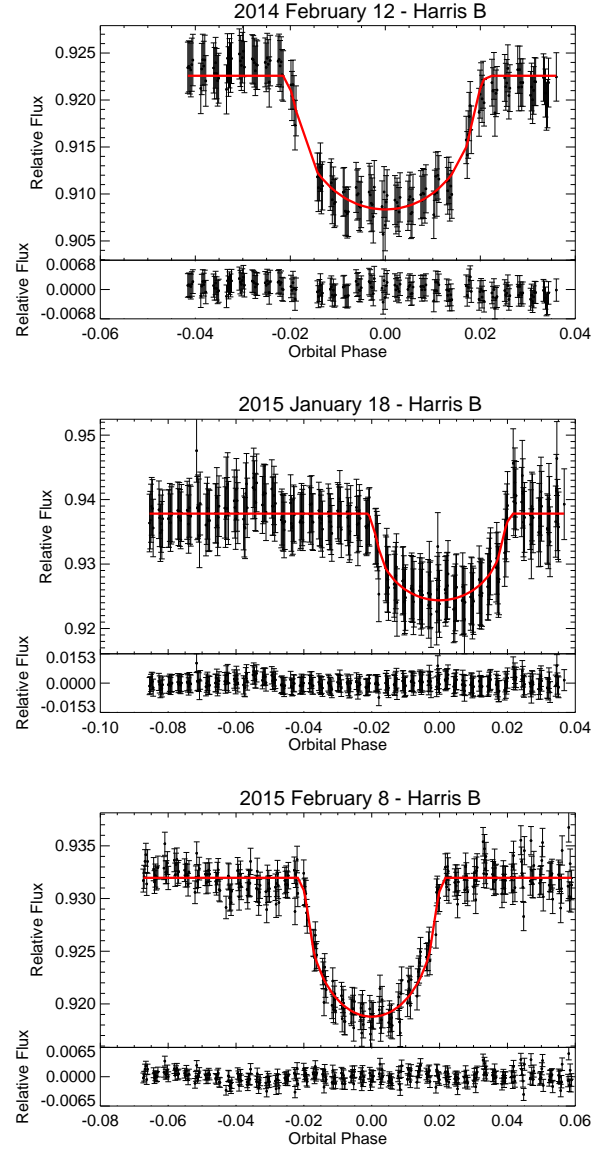 2014 February 12 - Harris B
0.925
0.920
0.915
0.910
0.905
Relative Flux
0.0068
0.0000
-0.0068
Relative Flux
-0.06 -0.04 -0.02 0.00 0.02 0.04
Orbital Phase
2015 January 18 - Harris B
0.95
0.94
0.93
0.92
Relative Flux
0.0153
0.0000
-0.0153
Relative Flux
-0.10 -0.08 -0.06 -0.04 -0.02 0.00 0.02 0.04
Orbital Phase
2015 February 8 - Harris B
0.935
0.930
0.925
0.920
Relative Flux
0.0065
0.0000
-0.0065
Relative Flux
-0.08 -0.06 -0.04 -0.02 0.00 0.02 0.04 0.06
Orbital Phase